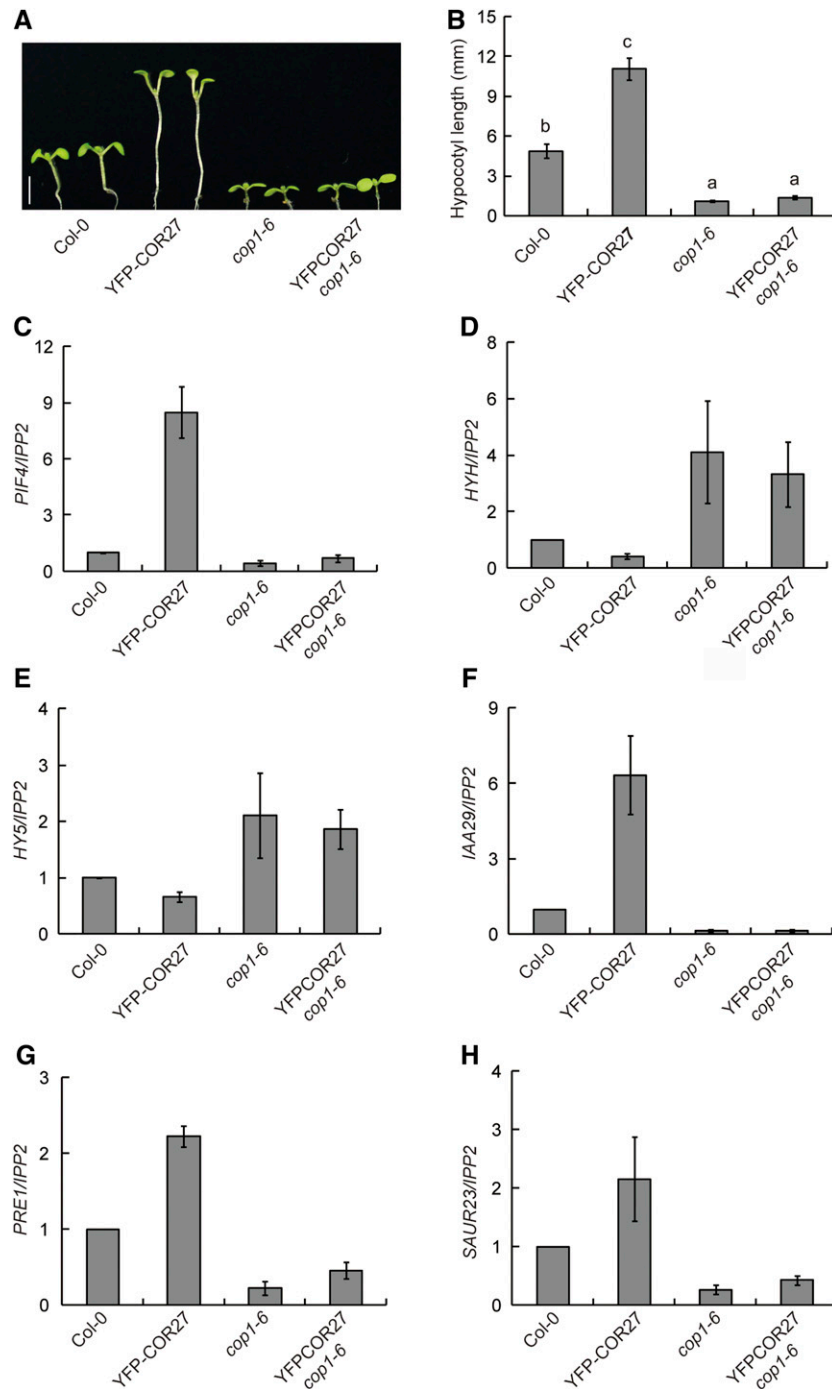 A
Col-0
YFP-COR27
cop1-6
YFPCOR27
cop1-6
B
Hypocotyl length (mm)
15
12
9
6
3
0
b
c
a
a
Col-0
YFP-COR27
cop1-6
YFPCOR27
cop1-6
C
PIF4/IPP2
12
9
6
3
0
Col-0
YFP-COR27
cop1-6
YFPCOR27
cop1-6
D
HYH/IPP2
8
6
4
2
0
Col-0
YFP-COR27
cop1-6
YFPCOR27
cop1-6
E
HY5/IPP2
4
3
2
1
0
Col-0
YFP-COR27
cop1-6
YFPCOR27
cop1-6
F
IAA29/IPP2
9
6
3
0
Col-0
YFP-COR27
cop1-6
YFPCOR27
cop1-6
G
PRE1/IPP2
3
2
1
0
Col-0
YFP-COR27
cop1-6
YFPCOR27
cop1-6
H
SAUR23/IPP2
4
3
2
1
0
Col-0
YFP-COR27
cop1-6
YFPCOR27
cop1-6